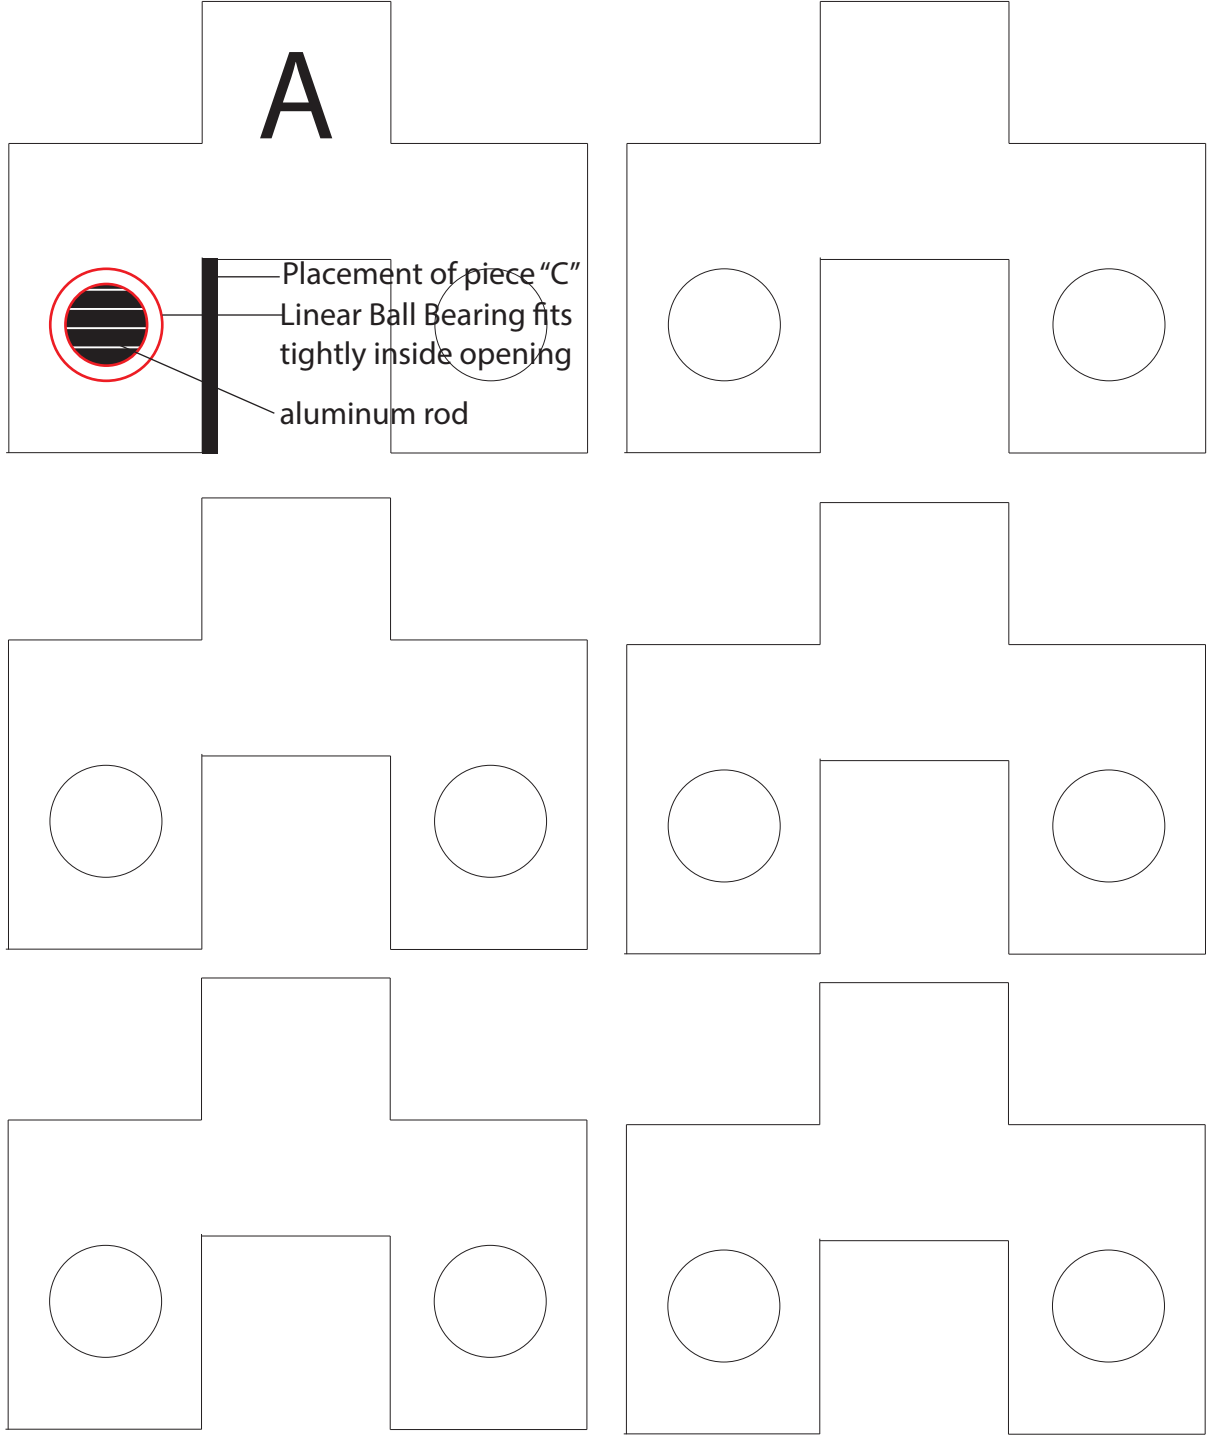 A
Placement of piece “C”
Linear Ball Bearing fits
tightly inside opening
aluminum rod